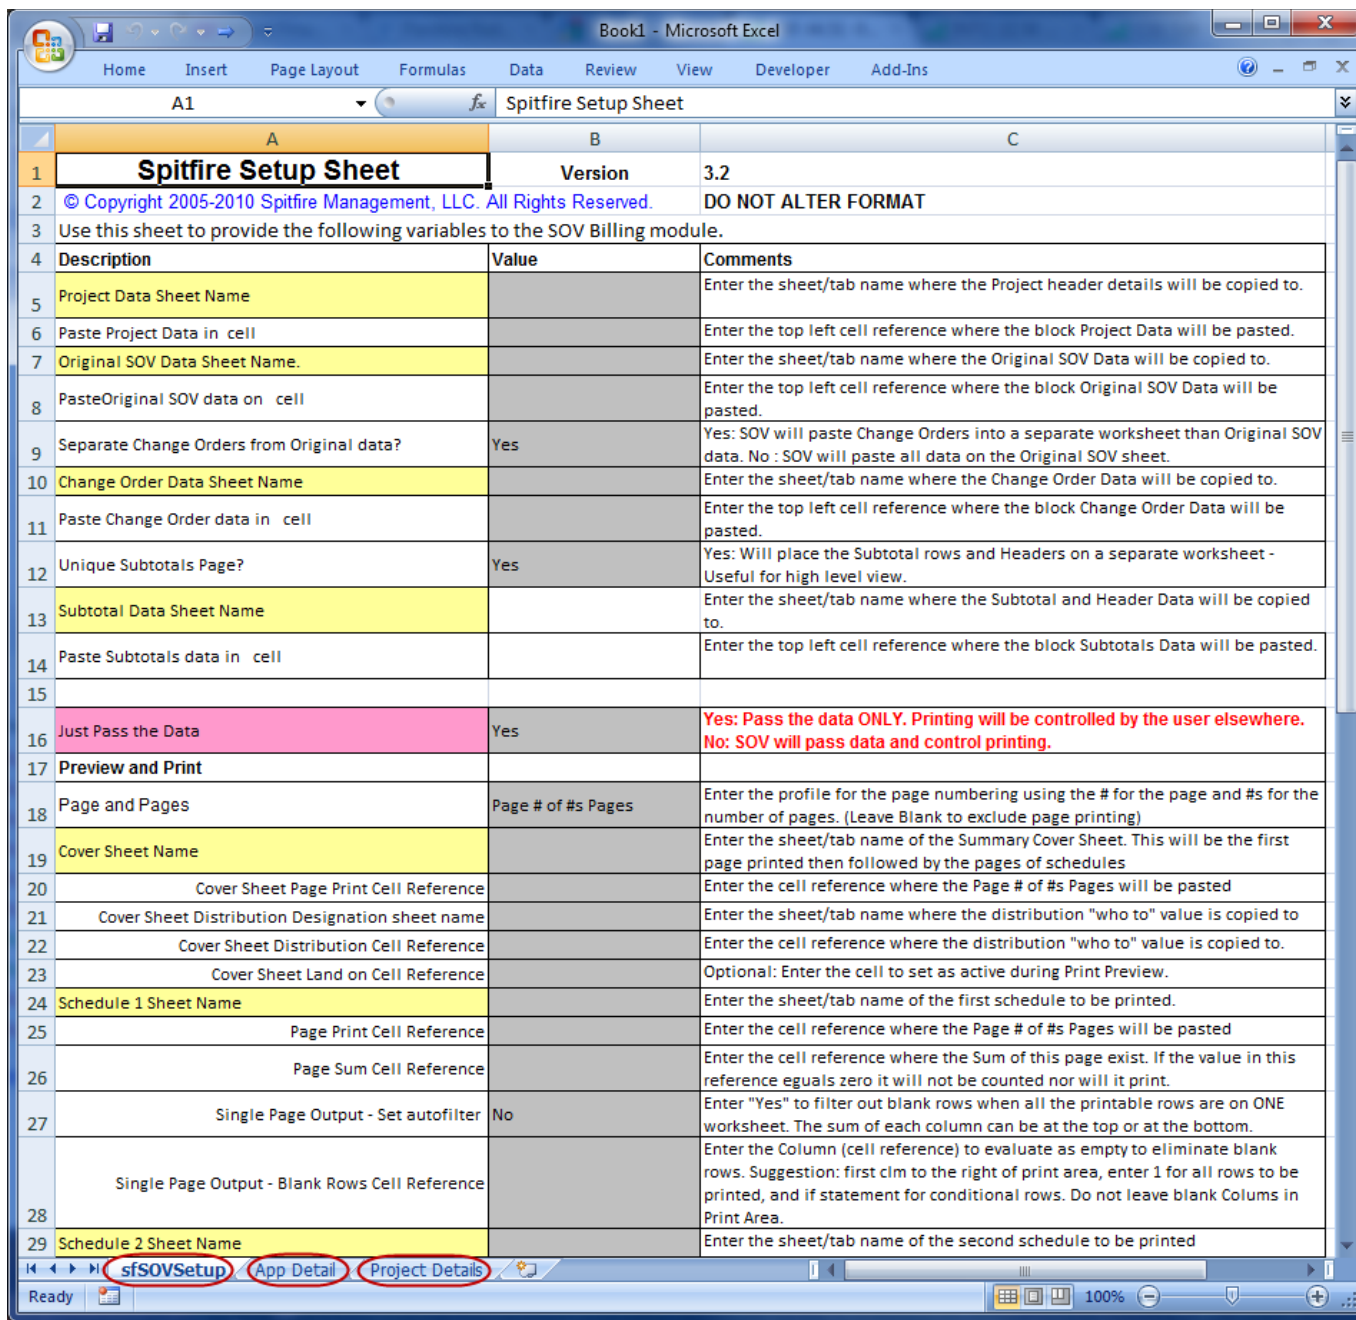 Book1 - Microsoft Excel
Home Insert Page Layout Formulas Data Review View Developer Add-Ins
A1 fx Spitfire Setup Sheet
A B C
1 Spitfire Setup Sheet Version 3.2
2 © Copyright 2005-2010 Spitfire Management, LLC. All Rights Reserved. DO NOT ALTER FORMAT
3 Use this sheet to provide the following variables to the SOV Billing module.
4 Description Value Comments
5 Project Data Sheet Name Enter the sheet/tab name where the Project header details will be copied to.
6 Paste Project Data in cell Enter the top left cell reference where the block Project Data will be pasted.
7 Original SOV Data Sheet Name. Enter the sheet/tab name where the Original SOV Data will be copied to.
8 PasteOriginal SOV data on cell Enter the top left cell reference where the block Original SOV Data will be
pasted.
9 Separate Change Orders from Original data? Yes Yes: SOV will paste Change Orders into a separate worksheet than Original SOV
data. No : SOV will paste all data on the Original SOV sheet.
10 Change Order Data Sheet Name Enter the sheet/tab name where the Change Order Data will be copied to.
11 Paste Change Order data in cell Enter the top left cell reference where the block Change Order Data will be
pasted.
12 Unique Subtotals Page? Yes Yes: Will place the Subtotal rows and Headers on a separate worksheet -
Useful for high level view.
13 Subtotal Data Sheet Name Enter the sheet/tab name where the Subtotal and Header Data will be copied
to.
14 Paste Subtotals data in cell Enter the top left cell reference where the block Subtotals Data will be pasted.
15
16 Just Pass the Data Yes Yes: Pass the data ONLY. Printing will be controlled by the user elsewhere.
No: SOV will pass data and control printing.
17 Preview and Print
18 Page and Pages Page # of #s Pages Enter the profile for the page numbering using the # for the page and #s for the
number of pages. (Leave Blank to exclude page printing)
19 Cover Sheet Name Enter the sheet/tab name of the Summary Cover Sheet. This will be the first
page printed then followed by the pages of schedules
20 Cover Sheet Page Print Cell Reference Enter the cell reference where the Page # of #s Pages will be pasted
21 Cover Sheet Distribution Designation sheet name Enter the sheet/tab name where the distribution "who to" value is copied to
22 Cover Sheet Distribution Cell Reference Enter the cell reference where the distribution "who to" value is copied to.
23 Cover Sheet Land on Cell Reference Optional: Enter the cell to set as active during Print Preview.
24 Schedule 1 Sheet Name Enter the sheet/tab name of the first schedule to be printed.
25 Page Print Cell Reference Enter the cell reference where the Page # of #s Pages will be pasted
26 Page Sum Cell Reference Enter the cell reference where the Sum of this page exist. If the value in this
reference eguals zero it will not be counted nor will it print.
27 Single Page Output - Set autofilter No Enter "Yes" to filter out blank rows when all the printable rows are on ONE
worksheet. The sum of each column can be at the top or at the bottom.
28 Single Page Output - Blank Rows Cell Reference Enter the Column (cell reference) to evaluate as empty to eliminate blank
rows. Suggestion: first clm to the right of print area, enter 1 for all rows to be
printed, and if statement for conditional rows. Do not leave blank Colums in
Print Area.
29 Schedule 2 Sheet Name Enter the sheet/tab name of the second schedule to be printed
sfSOVSetup App Detail Project Details
Ready 100%